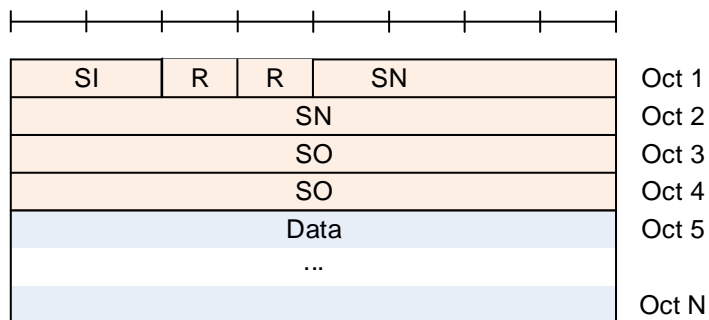 SI R R SN Oct 1
SN Oct 2
SO Oct 3
SO Oct 4
Data Oct 5
...
Oct N